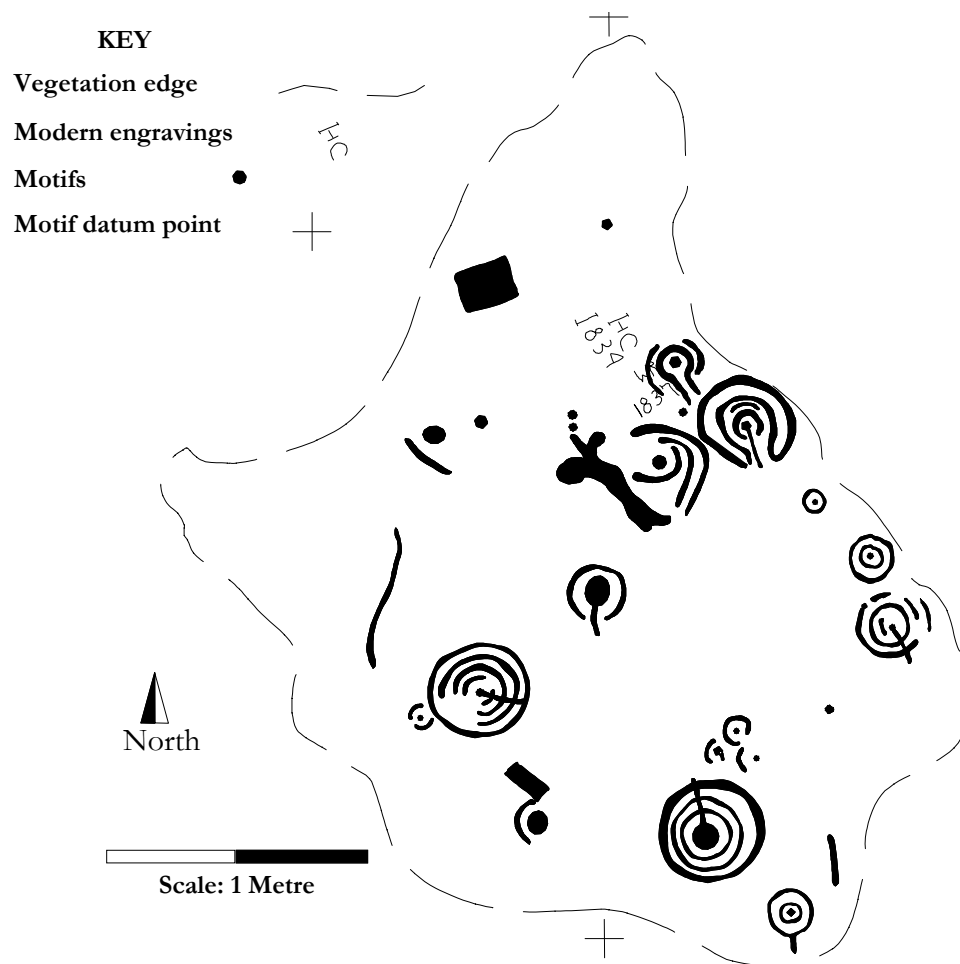 KEY
Vegetation edge
Modern engravings
HC
Motifs
Motif datum point
HC
1834
North
Scale: 1 Metre